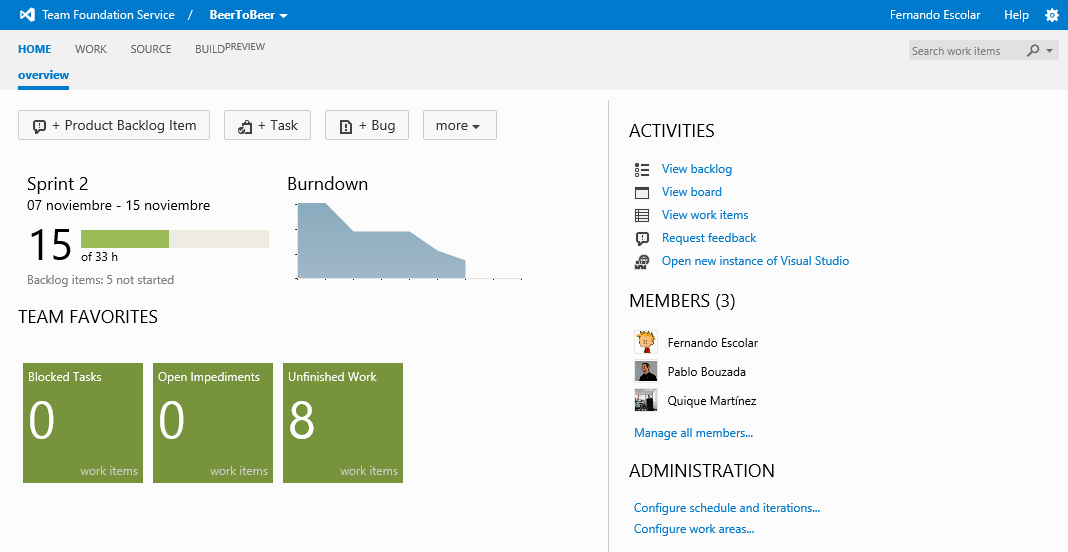 Team Foundation Service / BeerToBeer
Fernando Escolar Help
HOME WORK SOURCE BUILD PREVIEW
Search work items
overview
+ Product Backlog Item
+ Task
+ Bug
more
Sprint 2
07 noviembre - 15 noviembre
15
of 33 h
Backlog items: 5 not started
Burndown
TEAM FAVORITES
Blocked Tasks
0
work items
Open Impediments
0
work items
Unfinished Work
8
work items
ACTIVITIES
View backlog
View board
View work items
Request feedback
Open new instance of Visual Studio
MEMBERS (3)
Fernando Escolar
Pablo Bouzada
Quique Martínez
Manage all members...
ADMINISTRATION
Configure schedule and iterations...
Configure work areas...